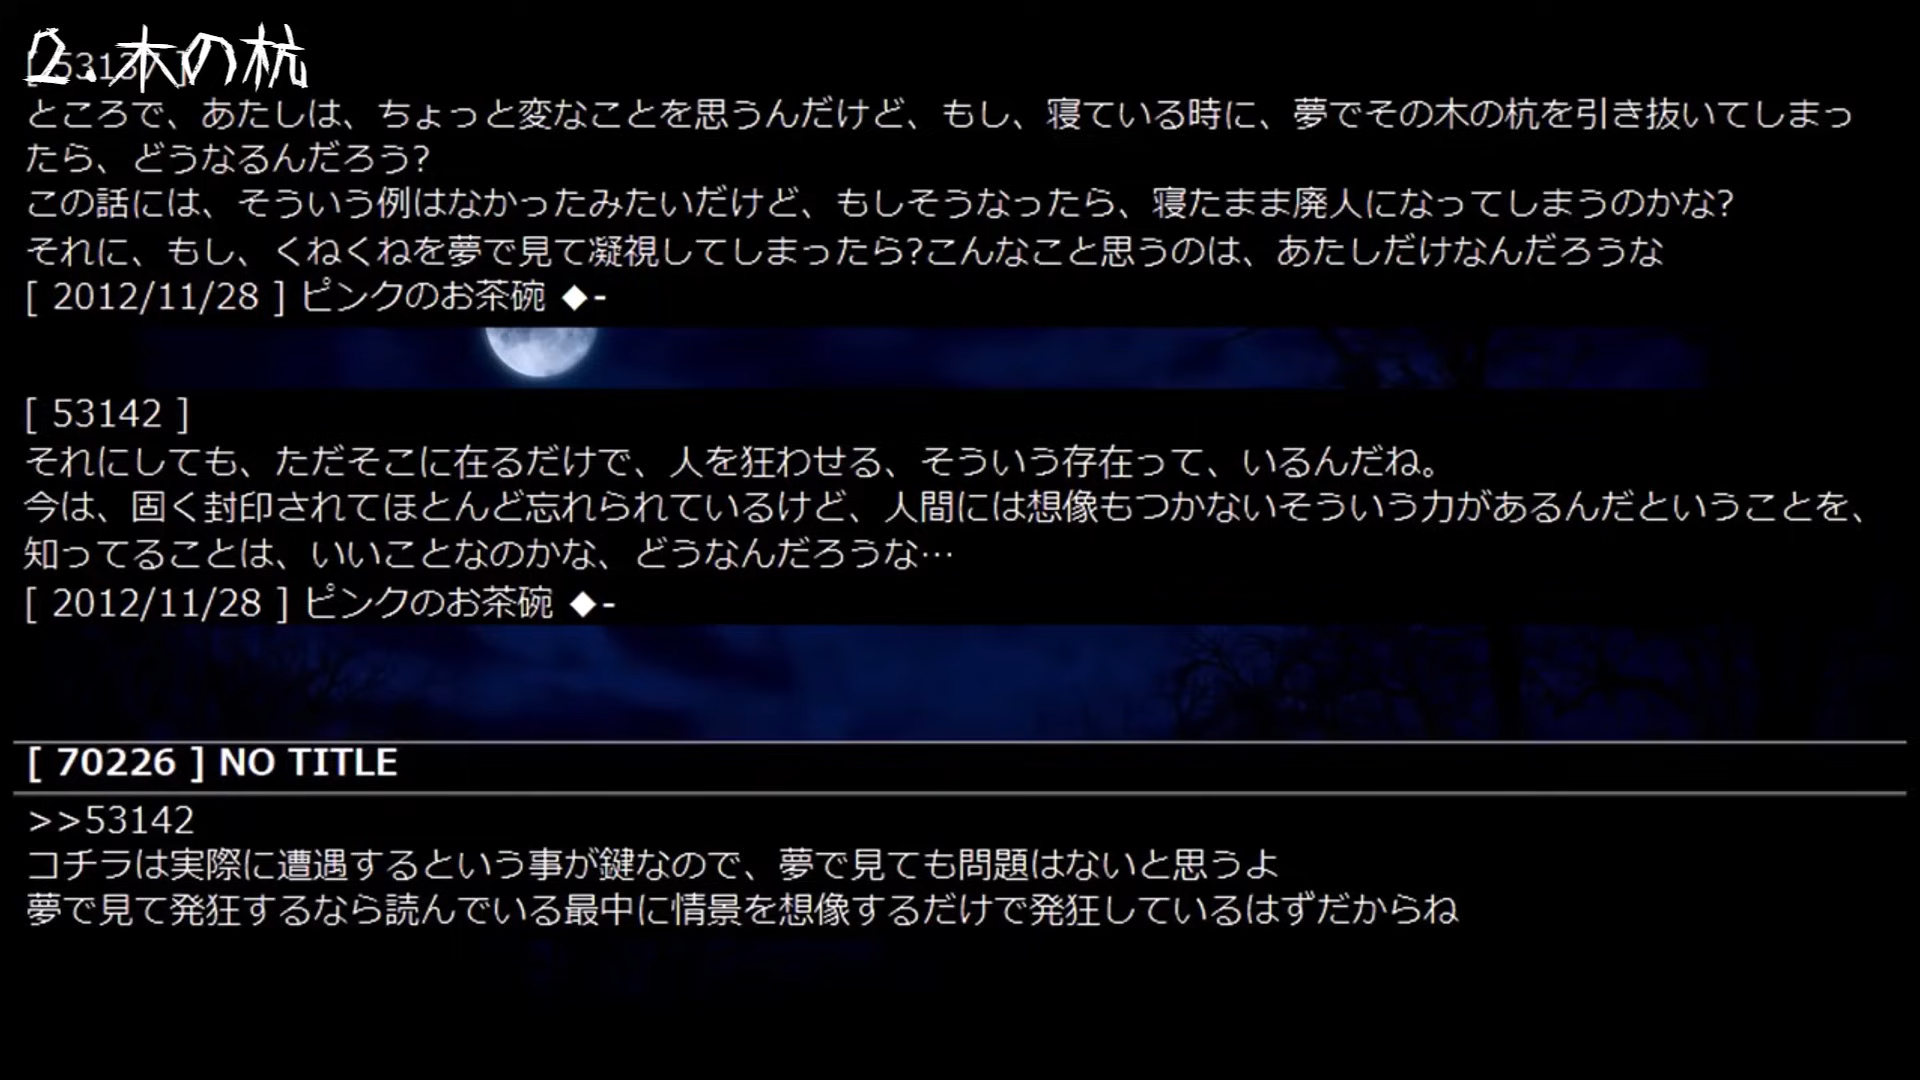 2.木の杭
ところで、あたしは、ちょっと変なことを思うんだけど、もし、寝ている時に、夢でその木の杭を引き抜いてしまっ
たら、どうなるんだろう?
この話には、そういう例はなかったみたいだけど、もしそうなったら、寝たまま廃人になってしまうのかな?
それに、もし、くねくねを夢で見て凝視してしまったら?こんなこと思うのは、あたしだけなんだろうな
[ 2012/11/28 ] ピンクのお茶碗 ◆-
[ 53142 ]
それにしても、ただそこに在るだけで、人を狂わせる、そういう存在って、いるんだね。
今は、固く封印されてほとんど忘れられているけど、人間には想像もつかないそういう力があるんだということを、
知ってることは、いいことなのかな、どうなんだろうな…
[ 2012/11/28 ] ピンクのお茶碗 ◆-
[ 70226 ] NO TITLE
>>53142
コチラは実際に遭遇するという事が鍵なので、夢で見ても問題はないと思うよ
夢で見て発狂するなら読んでいる最中に情景を想像するだけで発狂しているはずだからね